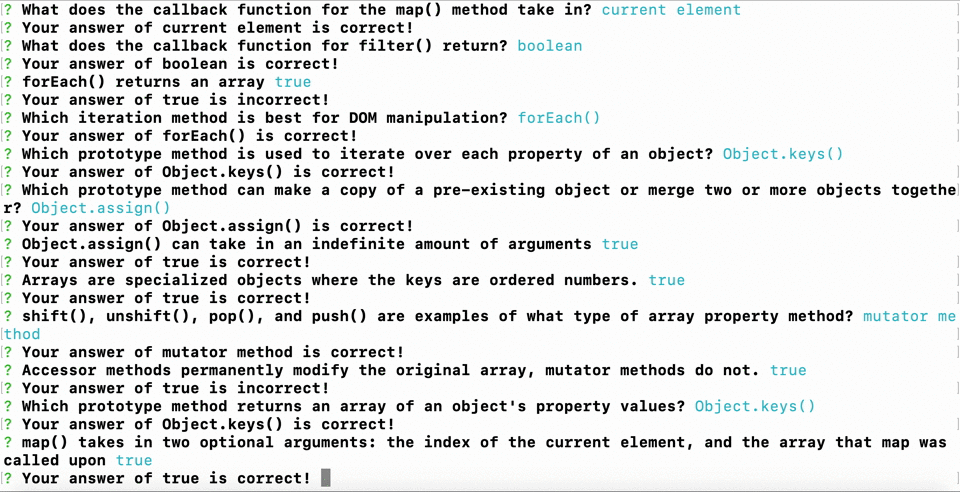 ? What does the callback function for the map() method take in? current element
? Your answer of current element is correct!
? What does the callback function for filter() return? boolean
? Your answer of boolean is correct!
? forEach() returns an array true
? Your answer of true is incorrect!
? Which iteration method is best for DOM manipulation? forEach()
? Your answer of forEach() is correct!
? Which prototype method is used to iterate over each property of an object? Object.keys()
? Your answer of Object.keys() is correct!
? Which prototype method can make a copy of a pre-existing object or merge two or more objects togethe
r? Object.assign()
? Your answer of Object.assign() is correct!
? Object.assign() can take in an indefinite amount of arguments true
? Your answer of true is correct!
? Arrays are specialized objects where the keys are ordered numbers. true
? Your answer of true is correct!
? shift(), unshift(), pop(), and push() are examples of what type of array property method? mutator me
thod
? Your answer of mutator method is correct!
? Accessor methods permanently modify the original array, mutator methods do not. true
? Your answer of true is incorrect!
? Which prototype method returns an array of an object's property values? Object.keys()
? Your answer of Object.keys() is correct!
? map() takes in two optional arguments: the index of the current element, and the array that map was
called upon true
? Your answer of true is correct!